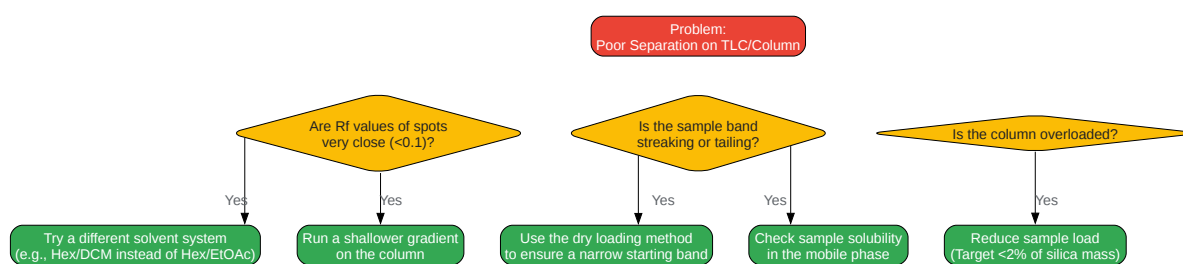 Problem:
Poor Separation on TLC/Column
Are Rf values of spots
very close (<0.1)?
Is the sample band
streaking or tailing?
Is the column overloaded?
Yes
Yes
Yes
Yes
Yes
Try a different solvent system
(e.g., Hex/DCM instead of Hex/EtOAc)
Run a shallower gradient
on the column
Use the dry loading method
to ensure a narrow starting band
Check sample solubility
in the mobile phase
Reduce sample load
(Target <2% of silica mass)